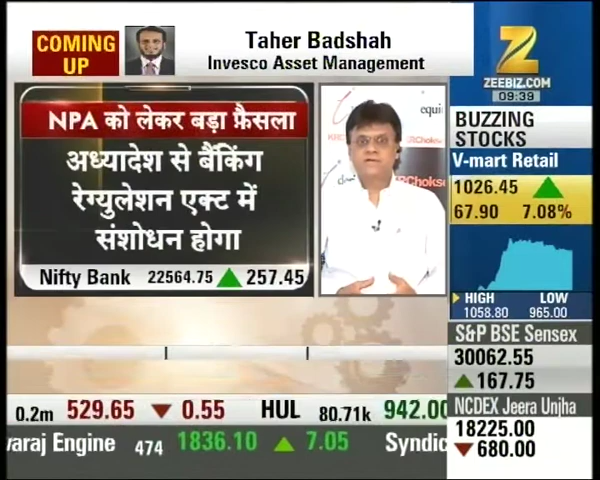 COMING UP
Taher Badshah
Invesco Asset Management
ZEEBIZ.COM
09:39
NPA को लेकर बड़ा फ़ैसला
अध्यादेश से बैंकिंग
रेग्युलेशन एक्ट में
संशोधन होगा
Nifty Bank 22564.75 257.45
BUZZING
STOCKS
V-mart Retail
1026.45
67.90 7.08%
HIGH LOW
1058.80 965.00
S&P BSE Sensex
30062.55
167.75
NCDEX Jeera Unjha
18225.00
680.00
0.2m 529.65 0.55 HUL 80.71k 942.00
varaj Engine 474 1836.10 7.05 Syndic